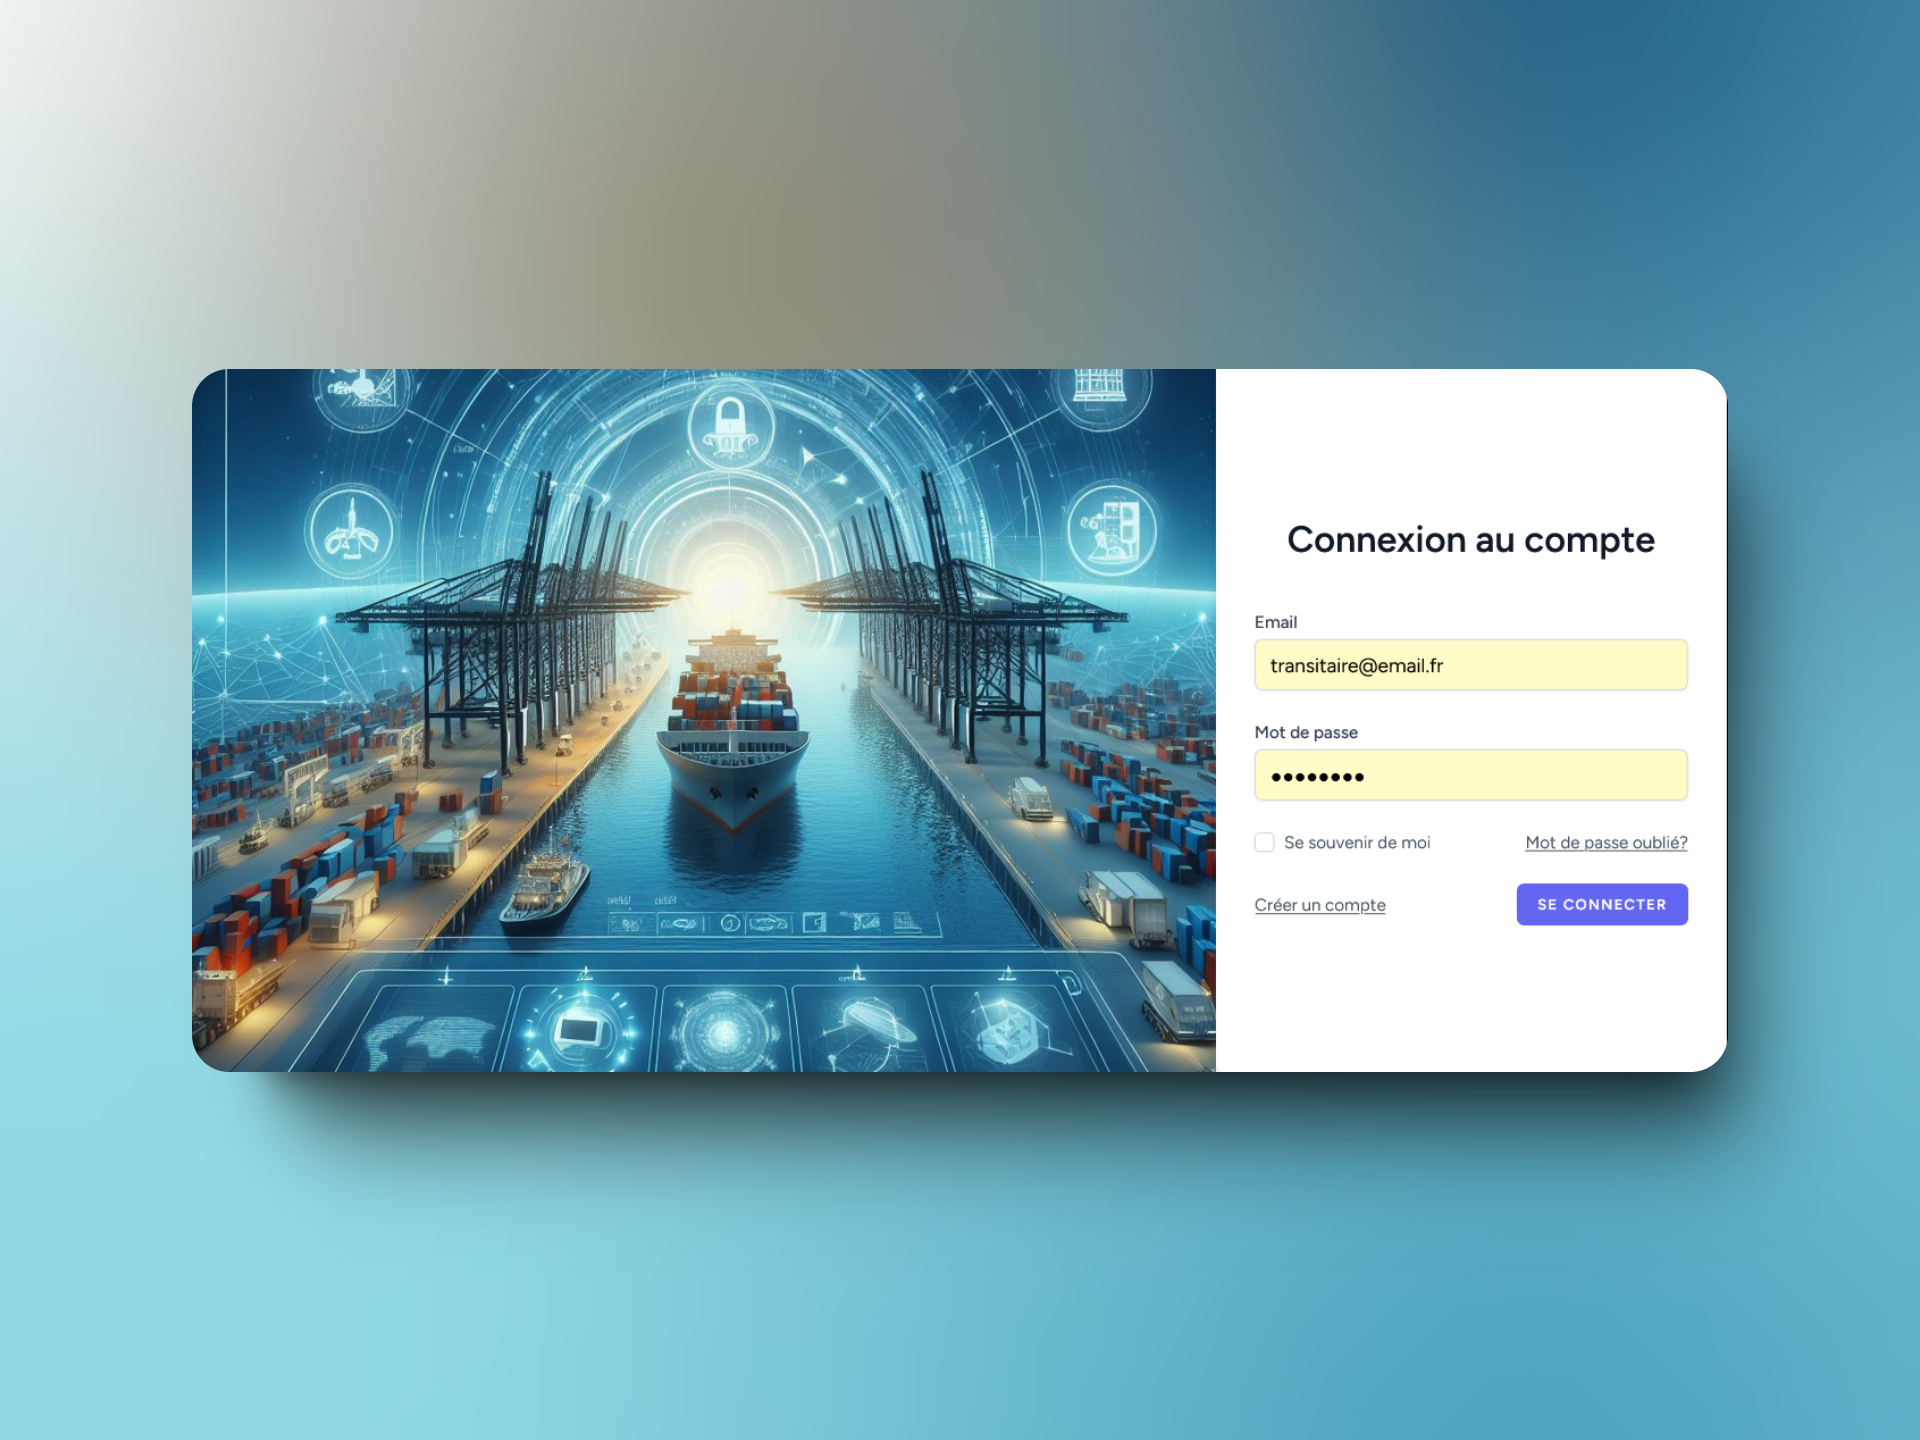 Connexion au compte
Email
transitaire@email.fr
Mot de passe
••••••••
Se souvenir de moi
Mot de passe oublié?
Créer un compte
SE CONNECTER